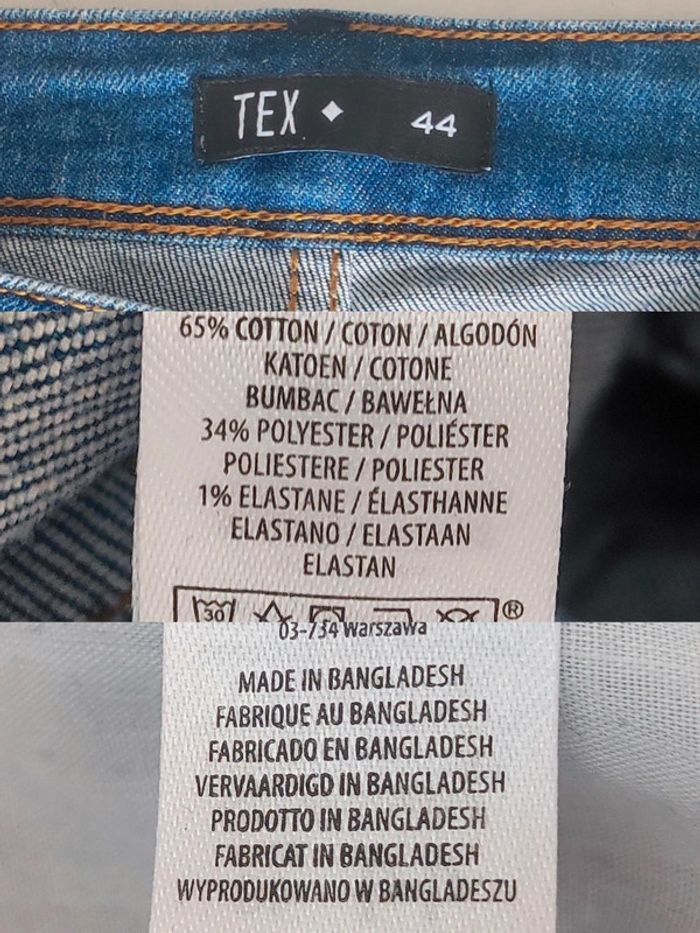 TEX ◆ 44
65% COTTON / COTON / ALGODÓN
KATOEN / COTONE
BUMBAC / BAWEŁNA
34% POLYESTER / POLIÉSTER
POLIESTERE / POLIESTER
1% ELASTANE / ÉLASTHANNE
ELASTANO / ELASTAAN
ELASTAN
30 ®
03-734 Warszawa
MADE IN BANGLADESH
FABRIQUE AU BANGLADESH
FABRICADO EN BANGLADESH
VERVAARDIGD IN BANGLADESH
PRODOTTO IN BANGLADESH
FABRICAT IN BANGLADESH
WYPRODUKOWANO W BANGLADESZU